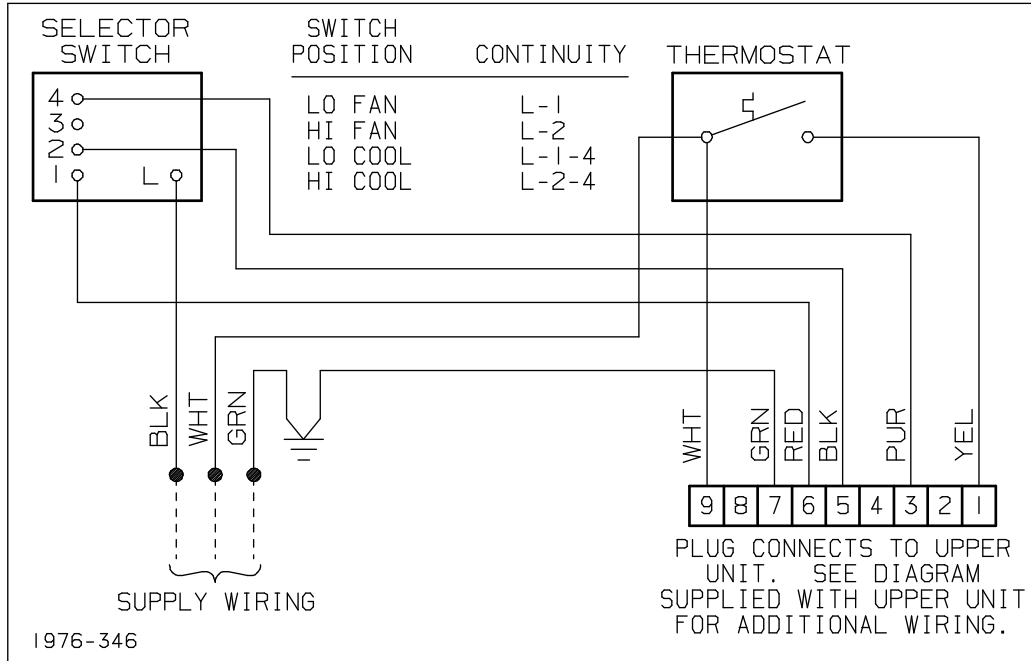 SELECTOR
SWITCH
4
3
2
1
L
SWITCH
POSITION
CONTINUITY
LO FAN L-1
HI FAN L-2
LO COOL L-1-4
HI COOL L-2-4
THERMOSTAT
BLK
WHT
GRN
SUPPLY WIRING
WHT
GRN
RED
BLK
PUR
YEL
9 8 7 6 5 4 3 2 1
PLUG CONNECTS TO UPPER
UNIT. SEE DIAGRAM
SUPPLIED WITH UPPER UNIT
FOR ADDITIONAL WIRING.
1976-346